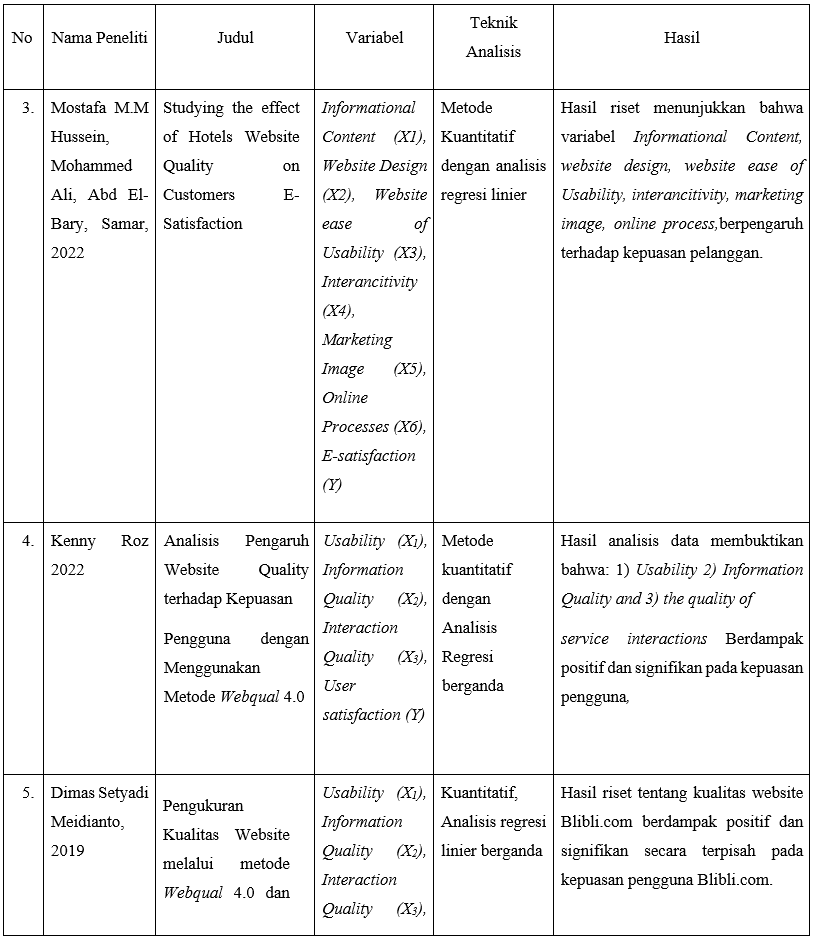 No
Nama Peneliti
Judul
Variabel
Teknik
Analisis
Hasil
3.
Mostafa M.M
Hussein,
Mohammed
Ali, Abd El-
Bary, Samar,
2022
Studying the effect
of Hotels Website
Quality on
Customers E-
Satisfaction
Informational
Content (X1),
Website Design
(X2), Website
ease of
Usability (X3),
Interancitivity
(X4),
Marketing
Image (X5),
Online
Processes (X6),
E-satisfaction
(Y)
Metode
Kuantitatif
dengan analisis
regresi linier
Hasil riset menunjukkan bahwa
variabel Informational Content,
website design, website ease of
Usability, interancitivity, marketing
image, online process,berpengaruh
terhadap kepuasan pelanggan.
4.
Kenny Roz
2022
Analisis Pengaruh
Website Quality
terhadap Kepuasan
Pengguna dengan
Menggunakan
Metode Webqual 4.0
Usability (X1),
Information
Quality (X2),
Interaction
Quality (X3),
User
satisfaction (Y)
Metode
kuantitatif
dengan
Analisis
Regresi
berganda
Hasil analisis data membuktikan
bahwa: 1) Usability 2) Information
Quality and 3) the quality of
service interactions Berdampak
positif dan signifikan pada kepuasan
pengguna,
5.
Dimas Setyadi
Meidianto,
2019
Pengukuran
Kualitas Website
melalui metode
Webqual 4.0 dan
Usability (X1),
Information
Quality (X2),
Interaction
Quality (X3),
Kuantitatif,
Analisis regresi
linier berganda
Hasil riset tentang kualitas website
Blibli.com berdampak positif dan
signifikan secara terpisah pada
kepuasan pengguna Blibli.com.